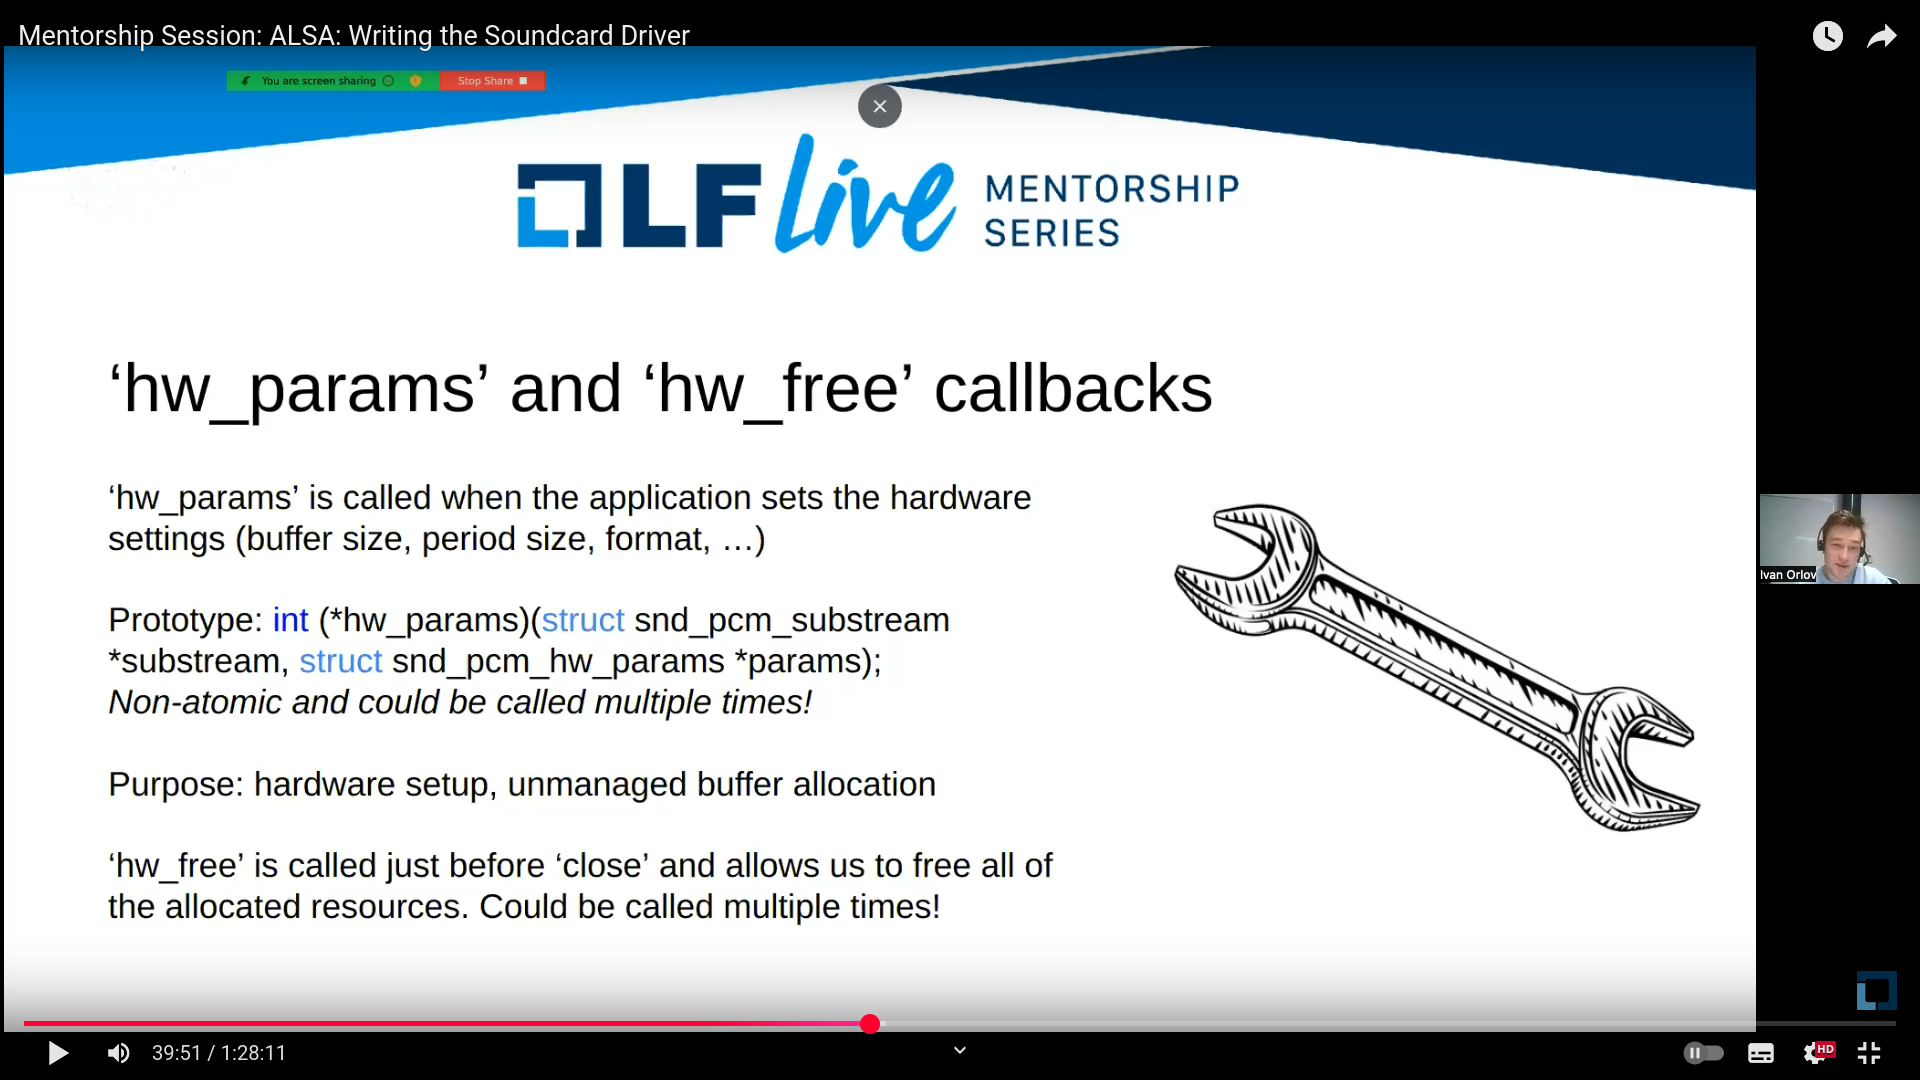 Mentorship Session: ALSA: Writing the Soundcard Driver
You are screen sharing
Stop Share
LF Live MENTORSHIP
SERIES
‘hw_params’ and ‘hw_free’ callbacks
‘hw_params’ is called when the application sets the hardware
settings (buffer size, period size, format, …)
Prototype: int (*hw_params)(struct snd_pcm_substream
*substream, struct snd_pcm_hw_params *params);
Non-atomic and could be called multiple times!
Purpose: hardware setup, unmanaged buffer allocation
‘hw_free’ is called just before ‘close’ and allows us to free all of
the allocated resources. Could be called multiple times!
Ivan Orlov
39:51 / 1:28:11
HD